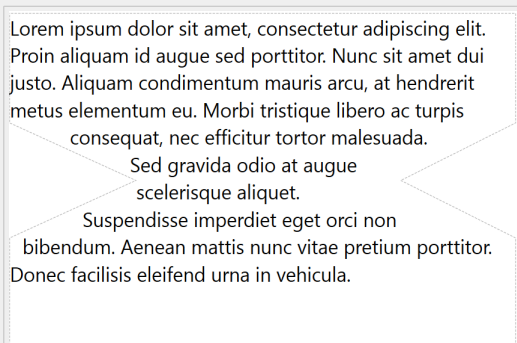 Lorem ipsum dolor sit amet, consectetur adipiscing elit.
Proin aliquam id augue sed porttitor. Nunc sit amet dui
justo. Aliquam condimentum mauris arcu, at hendrerit
metus elementum eu. Morbi tristique libero ac turpis
consequat, nec efficitur tortor malesuada.
Sed gravida odio at augue
scelerisque aliquet.
Suspendisse imperdiet eget orci non
bibendum. Aenean mattis nunc vitae pretium porttitor.
Donec facilisis eleifend urna in vehicula.